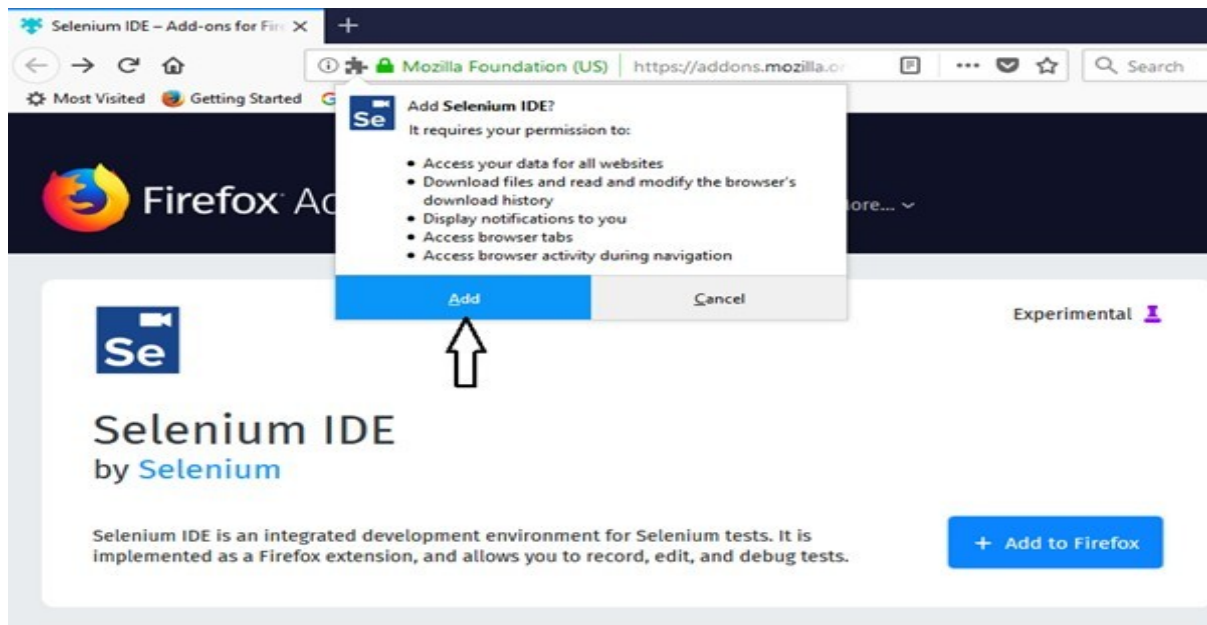 Selenium IDE – Add-ons for Fir
Mozilla Foundation (US) https://addons.mozilla.or
Search
Most Visited Getting Started G
Add Selenium IDE?
Se
It requires your permission to:
• Access your data for all websites
• Download files and read and modify the browser's
download history
• Display notifications to you
• Access browser tabs
• Access browser activity during navigation
Add Cancel
Firefox Ad
ore...
Experimental
Se
Selenium IDE
by Selenium
Selenium IDE is an integrated development environment for Selenium tests. It is
implemented as a Firefox extension, and allows you to record, edit, and debug tests.
+ Add to Firefox